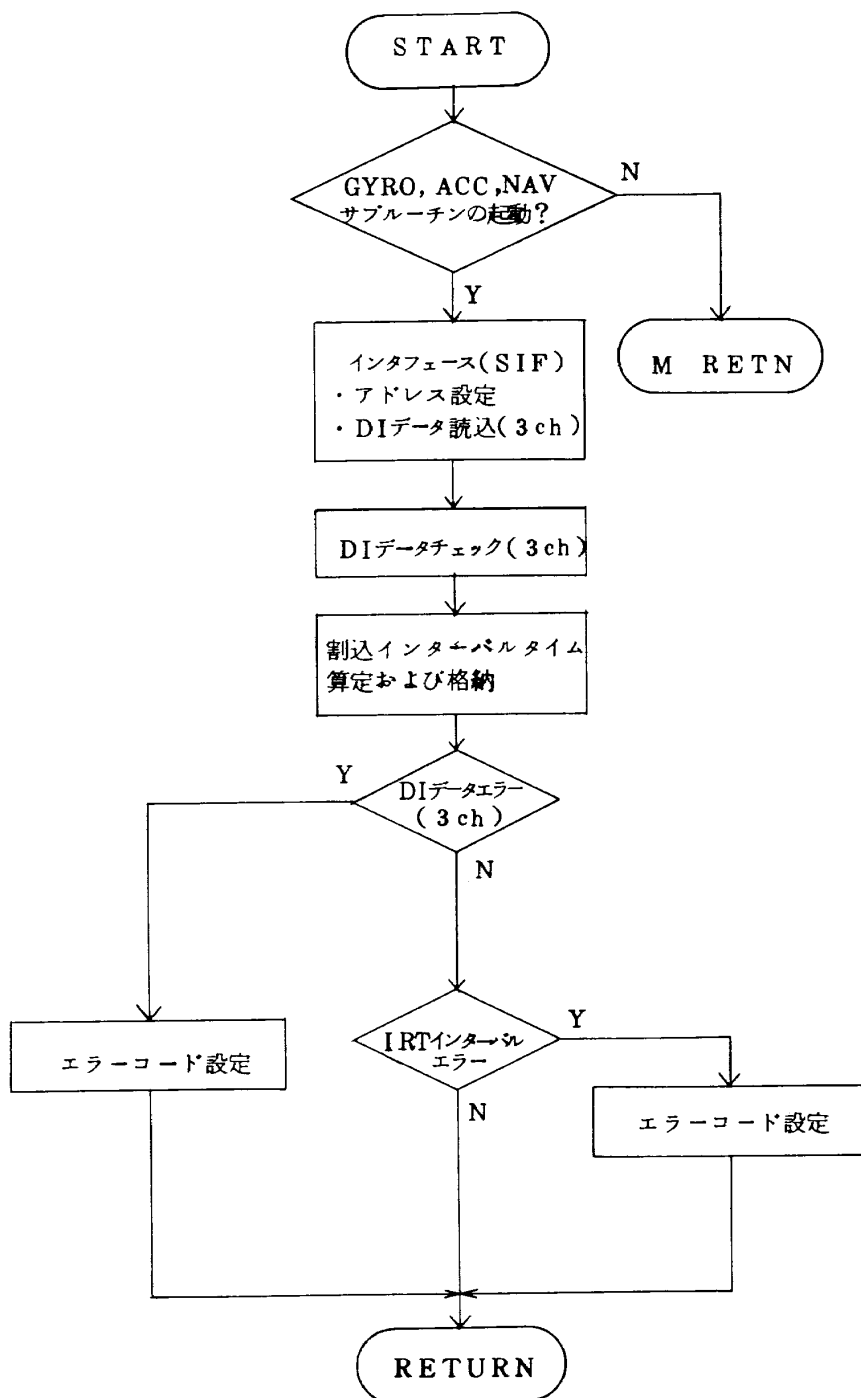 START
GYRO, ACC, NAV
サブルーチンの起動?
N
Y
インタフェース(SIF)
・アドレス設定
・DIデータ読込(3ch)
M RETN
DIデータチェック(3ch)
割込インターバルタイム
算定および格納
Y
DIデータエラー
(3ch)
N
IRTインターバル
エラー
Y
エラーコード設定
N
エラーコード設定
RETURN